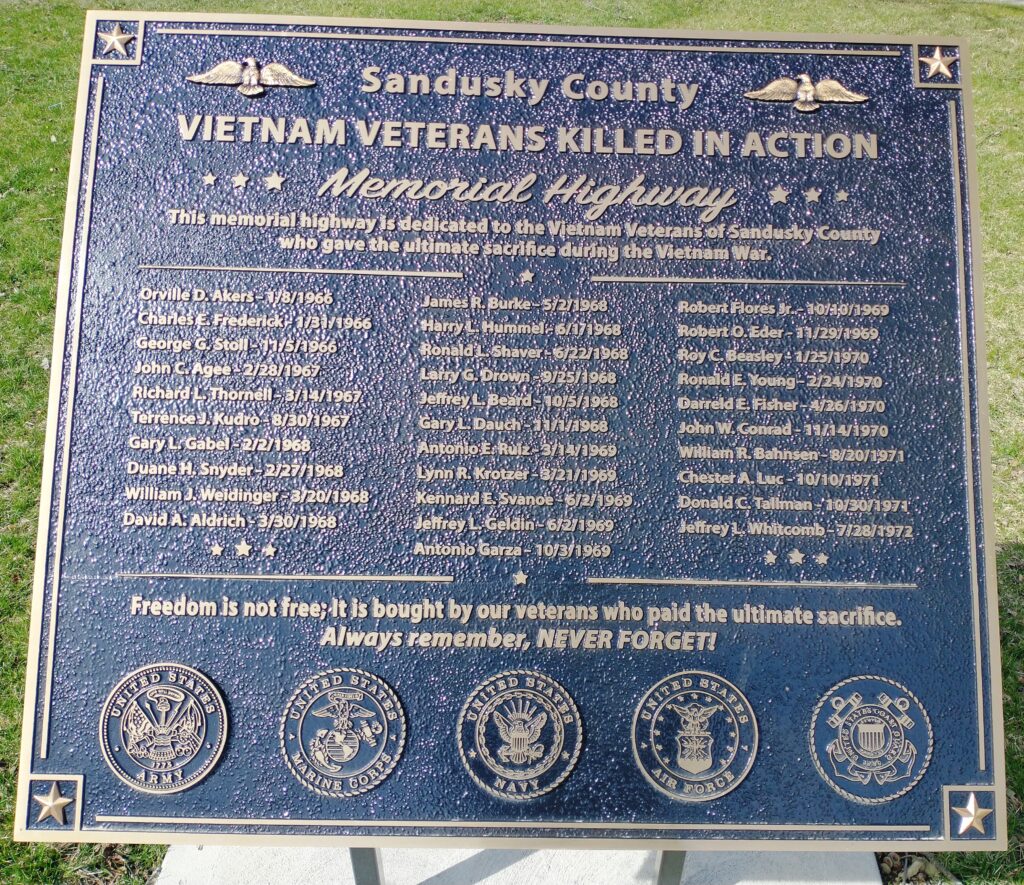 Sandusky County
VIETNAM VETERANS KILLED IN ACTION
Memorial Highway
This memorial highway is dedicated to the Vietnam Veterans of Sandusky County
who gave the ultimate sacrifice during the Vietnam War.
Orville D. Akers - 1/8/1966
Charles E. Frederick - 1/31/1966
George G. Stoll - 11/5/1966
John C. Agee - 2/28/1967
Richard L. Thornell - 3/14/1967
Terrence J. Kudro - 8/30/1967
Gary L. Gabel - 2/2/1968
Duane H. Snyder - 2/27/1968
William J. Weidinger - 3/20/1968
David A. Aldrich - 3/30/1968
James R. Burke - 5/2/1968
Harry L. Hummel - 6/1/1968
Ronald L. Shaver - 6/22/1968
Larry G. Drown - 9/25/1968
Jeffrey L. Beard - 10/5/1968
Gary L. Dauch - 11/1/1968
Antonio E. Ruiz - 3/14/1969
Lynn R. Krotzer - 3/21/1969
Kennard E. Svanoe - 6/2/1969
Jeffrey L. Geldin - 6/2/1969
Antonio Garza - 10/3/1969
Robert Flores Jr. - 10/10/1969
Robert O. Eder - 11/29/1969
Roy C. Beasley - 1/25/1970
Ronald E. Young - 2/24/1970
Darreld E. Fisher - 4/26/1970
John W. Conrad - 11/14/1970
William R. Bahnsen - 8/20/1971
Chester A. Luc - 10/10/1971
Donald C. Tallman - 10/30/1971
Jeffrey L. Whitcomb - 7/28/1972
Freedom is not free; It is bought by our veterans who paid the ultimate sacrifice.
Always remember, NEVER FORGET!
UNITED STATES
1775
ARMY
UNITED STATES
MARINE CORPS
UNITED STATES
NAVY
UNITED STATES
AIR FORCE
UNITED STATES COAST GUARD
1790